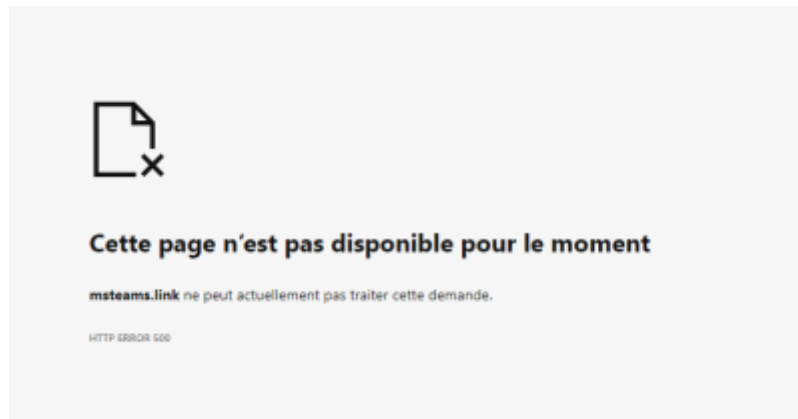 Cette page n'est pas disponible pour le moment
msteams.link ne peut actuellement pas traiter cette demande.
HTTP ERROR 500